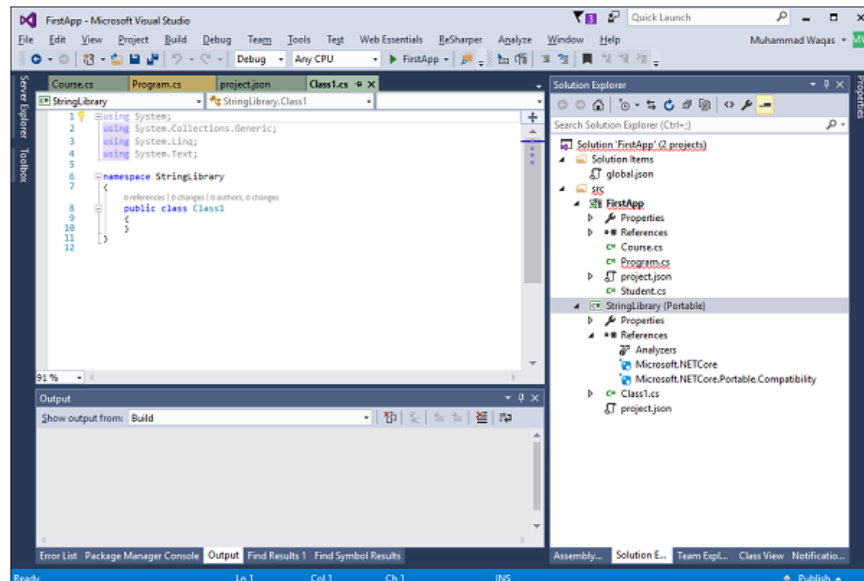 FirstApp - Microsoft Visual Studio
3
Quick Launch
File Edit View Project Build Debug Team Tools Test Web Essentials ReSharper Analyze Window Help
Muhammad Waqas
Debug Any CPU FirstApp
Server Explorer
Toolbox
Course.cs Program.cs project.json Class1.cs
StringLibrary StringLibrary.Class1
1 using System;
2 using System.Collections.Generic;
3 using System.Linq;
4 using System.Text;
5
6 namespace StringLibrary
7 {
0 references | 0 changes | 0 authors, 0 changes
8 public class Class1
9 {
10 }
11 }
12
91 %
Output
Show output from: Build
Error List Package Manager Console Output Find Results 1 Find Symbol Results
Solution Explorer
Search Solution Explorer (Ctrl+;)
Solution 'FirstApp' (2 projects)
Solution Items
global.json
src
FirstApp
Properties
References
Course.cs
Program.cs
project.json
Student.cs
StringLibrary (Portable)
Properties
References
Analyzers
Microsoft.NETCore
Microsoft.NETCore.Portable.Compatibility
Class1.cs
project.json
Assembly... Solution E... Team Expl... Class View Notificatio...
Properties
Ready Ln 1 Col 1 Ch 1 INS Publish